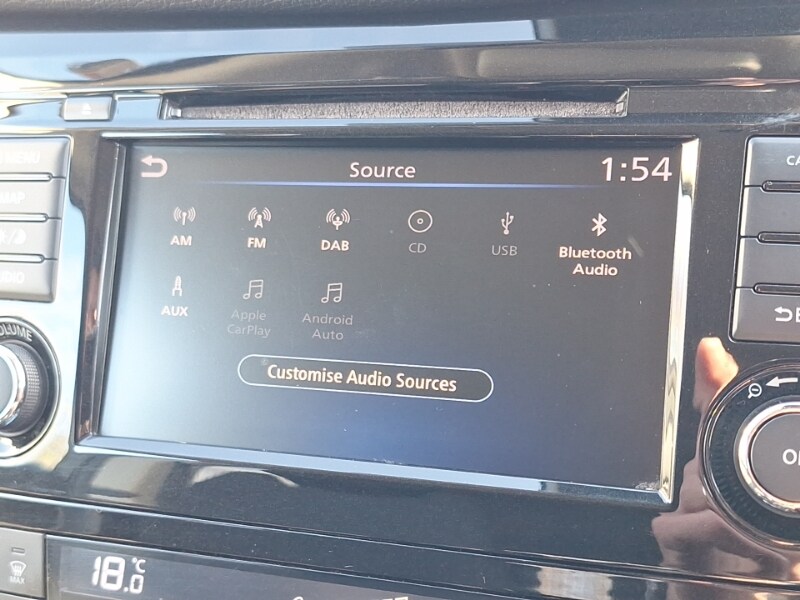 Source
1:54
AM
FM
DAB
CD
USB
Bluetooth
Audio
AUX
Apple
CarPlay
Android
Auto
Customise Audio Sources
VOLUME
18.0
°C
MAX